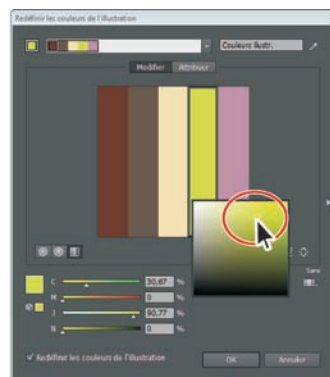 Redéfinir les couleurs de l'illustration
Couleurs illustr.
Modifier Attribuer
Sans
C 30,67 %
M 0 %
J 90,77 %
N 0 %
Redéfinir les couleurs de l'illustration
OK Annuler